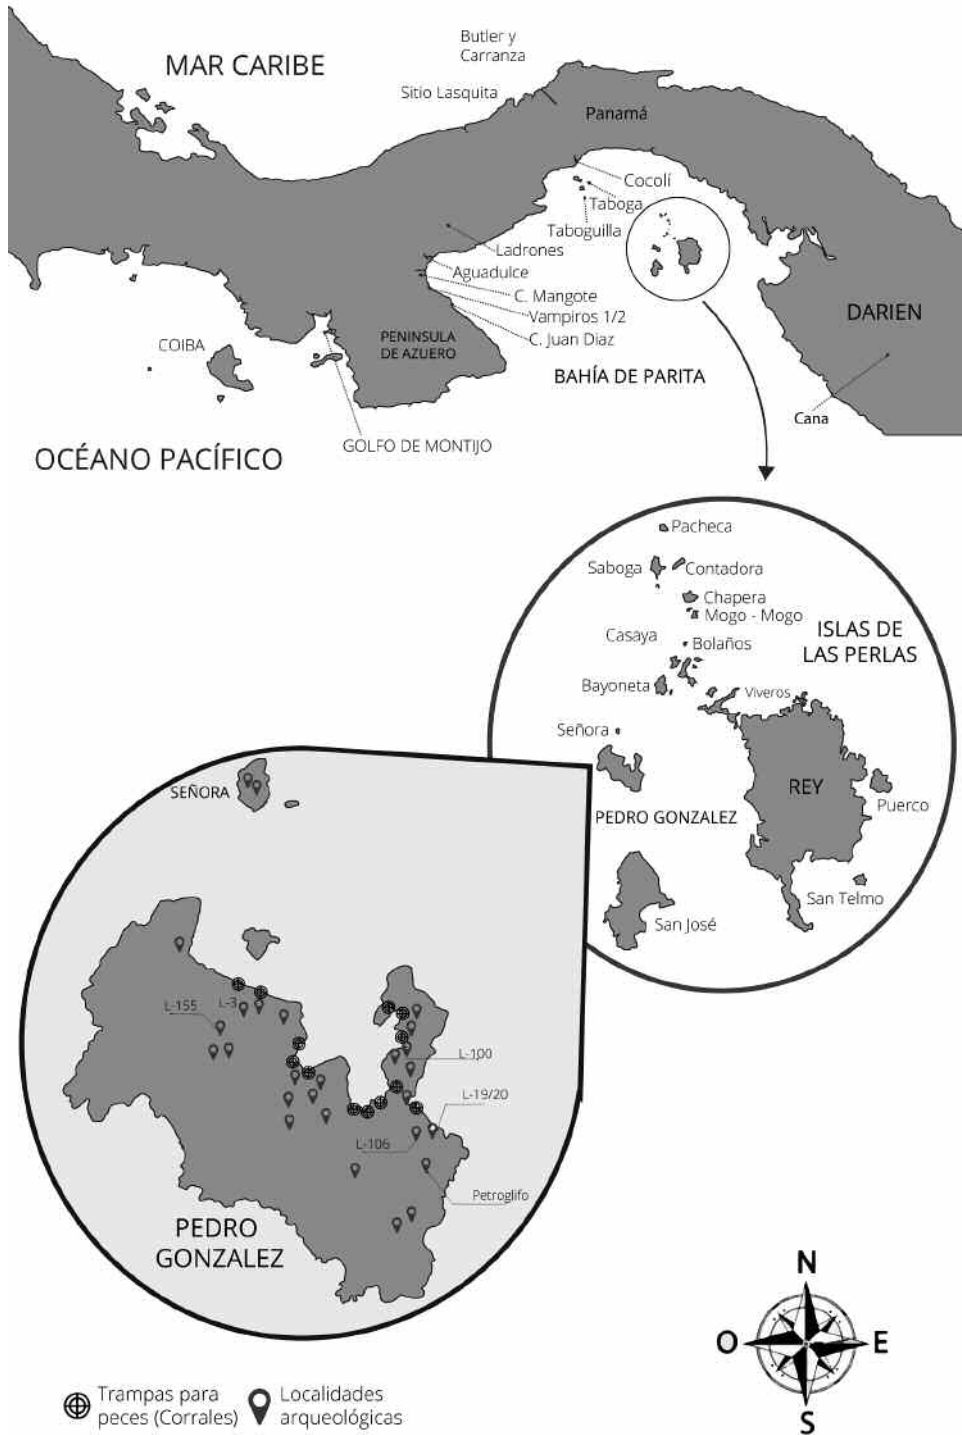 Butler y
Carranza
MAR CARIBE
Sitio Lasquita
Panamá
Cocolí
Taboga
Taboguilla
Ladrones
Aguadulce
C. Mangote
Vampiros 1/2
C. Juan Diaz
DARIEN
PENINSULA
DE AZUERO
COIBA
BAHÍA DE PARITA
Cana
GOLFO DE MONTIJO
OCÉANO PACÍFICO
Pacheca
Saboga
Contadora
Chapera
Mogo - Mogo
Casaya
Bolaños
ISLAS DE
LAS PERLAS
Bayoneta
Viveros
Señora
REY
Puerco
PEDRO GONZALEZ
San Telmo
San José
SEÑORA
L-155
L-3
L-100
L-19/20
L-106
Petroglifo
PEDRO
GONZALEZ
N
O
E
S
Trampas para
peces (Corrales)
Localidades
arqueológicas